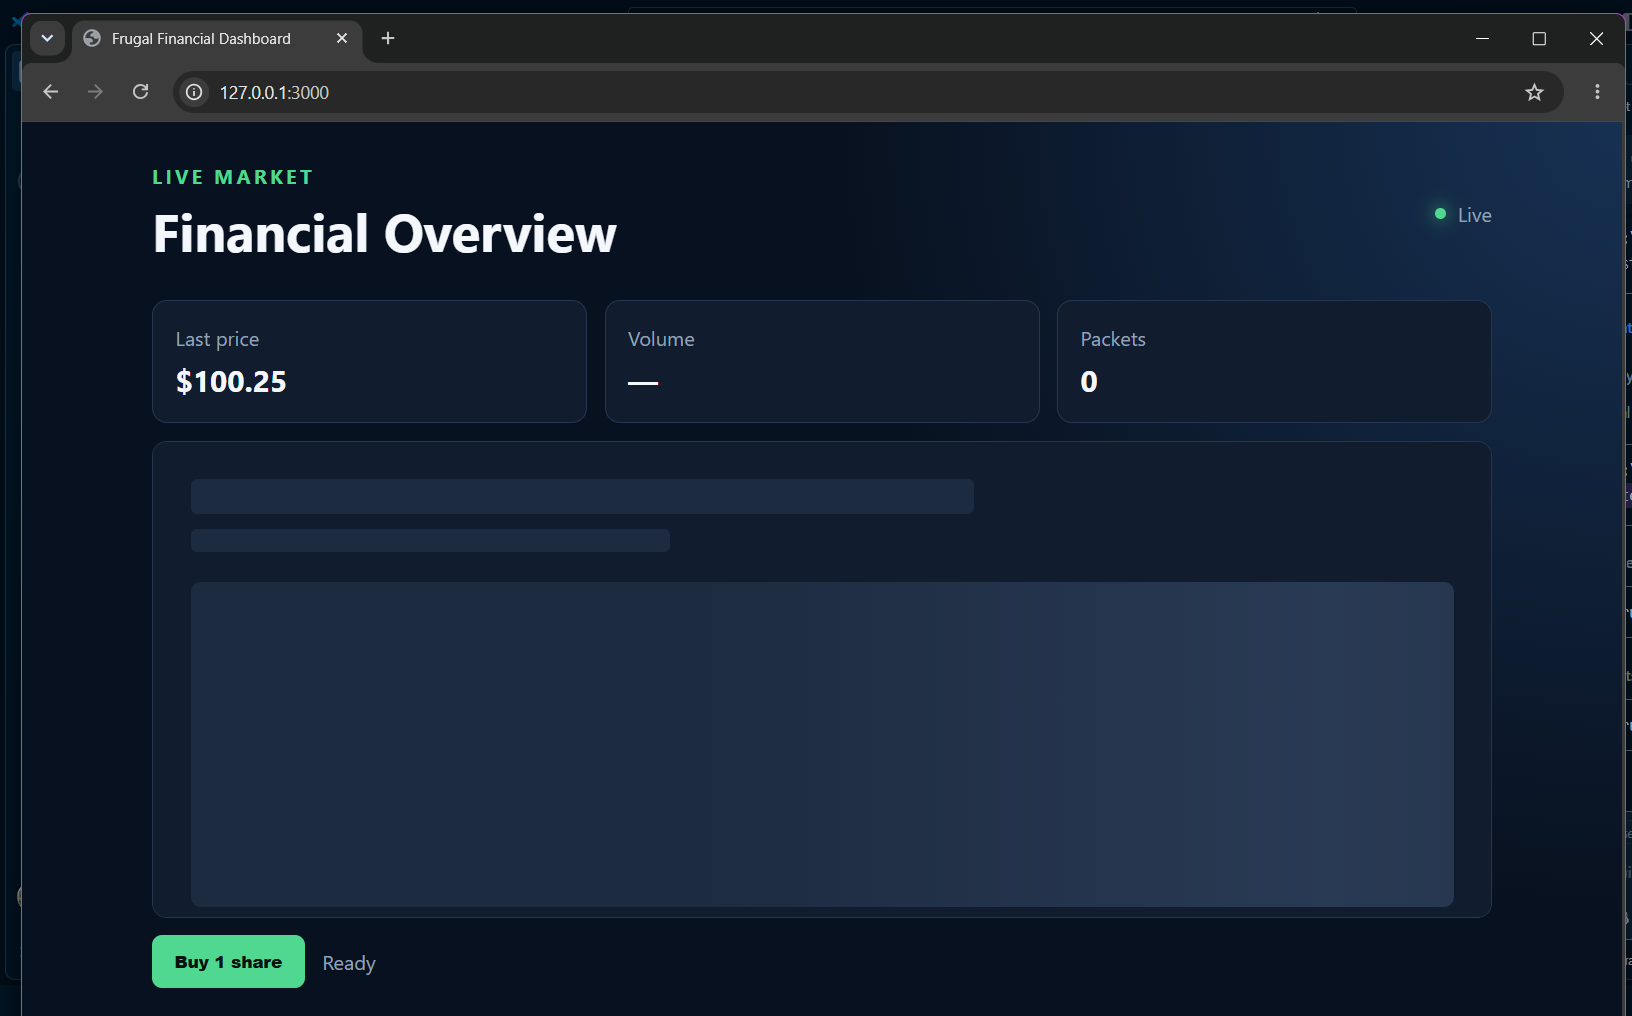 Frugal Financial Dashboard
127.0.0.1:3000
LIVE MARKET
Financial Overview
Live
Last price
$100.25
Volume
—
Packets
0
Buy 1 share
Ready